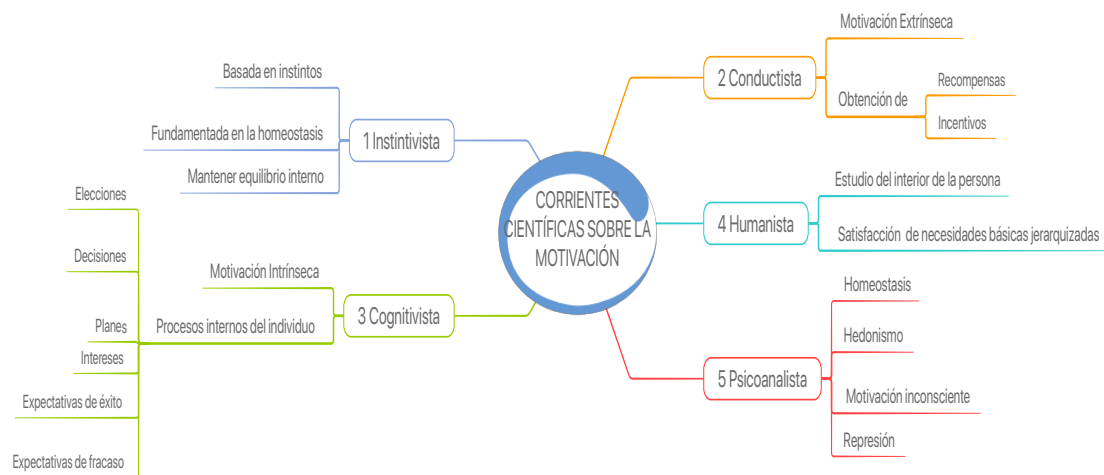 CORRIENTES
CIENTÍFICAS SOBRE LA
MOTIVACIÓN
1 Instintivista
Basada en instintos
Fundamentada en la homeostasis
Mantener equilibrio interno
2 Conductista
Motivación Extrínseca
Obtención de
Recompensas
Incentivos
3 Cognitivista
Motivación Intrínseca
Procesos internos del individuo
Elecciones
Decisiones
Planes
Intereses
Expectativas de éxito
Expectativas de fracaso
4 Humanista
Estudio del interior de la persona
Satisfacción de necesidades básicas jerarquizadas
5 Psicoanalista
Homeostasis
Hedonismo
Motivación inconsciente
Represión